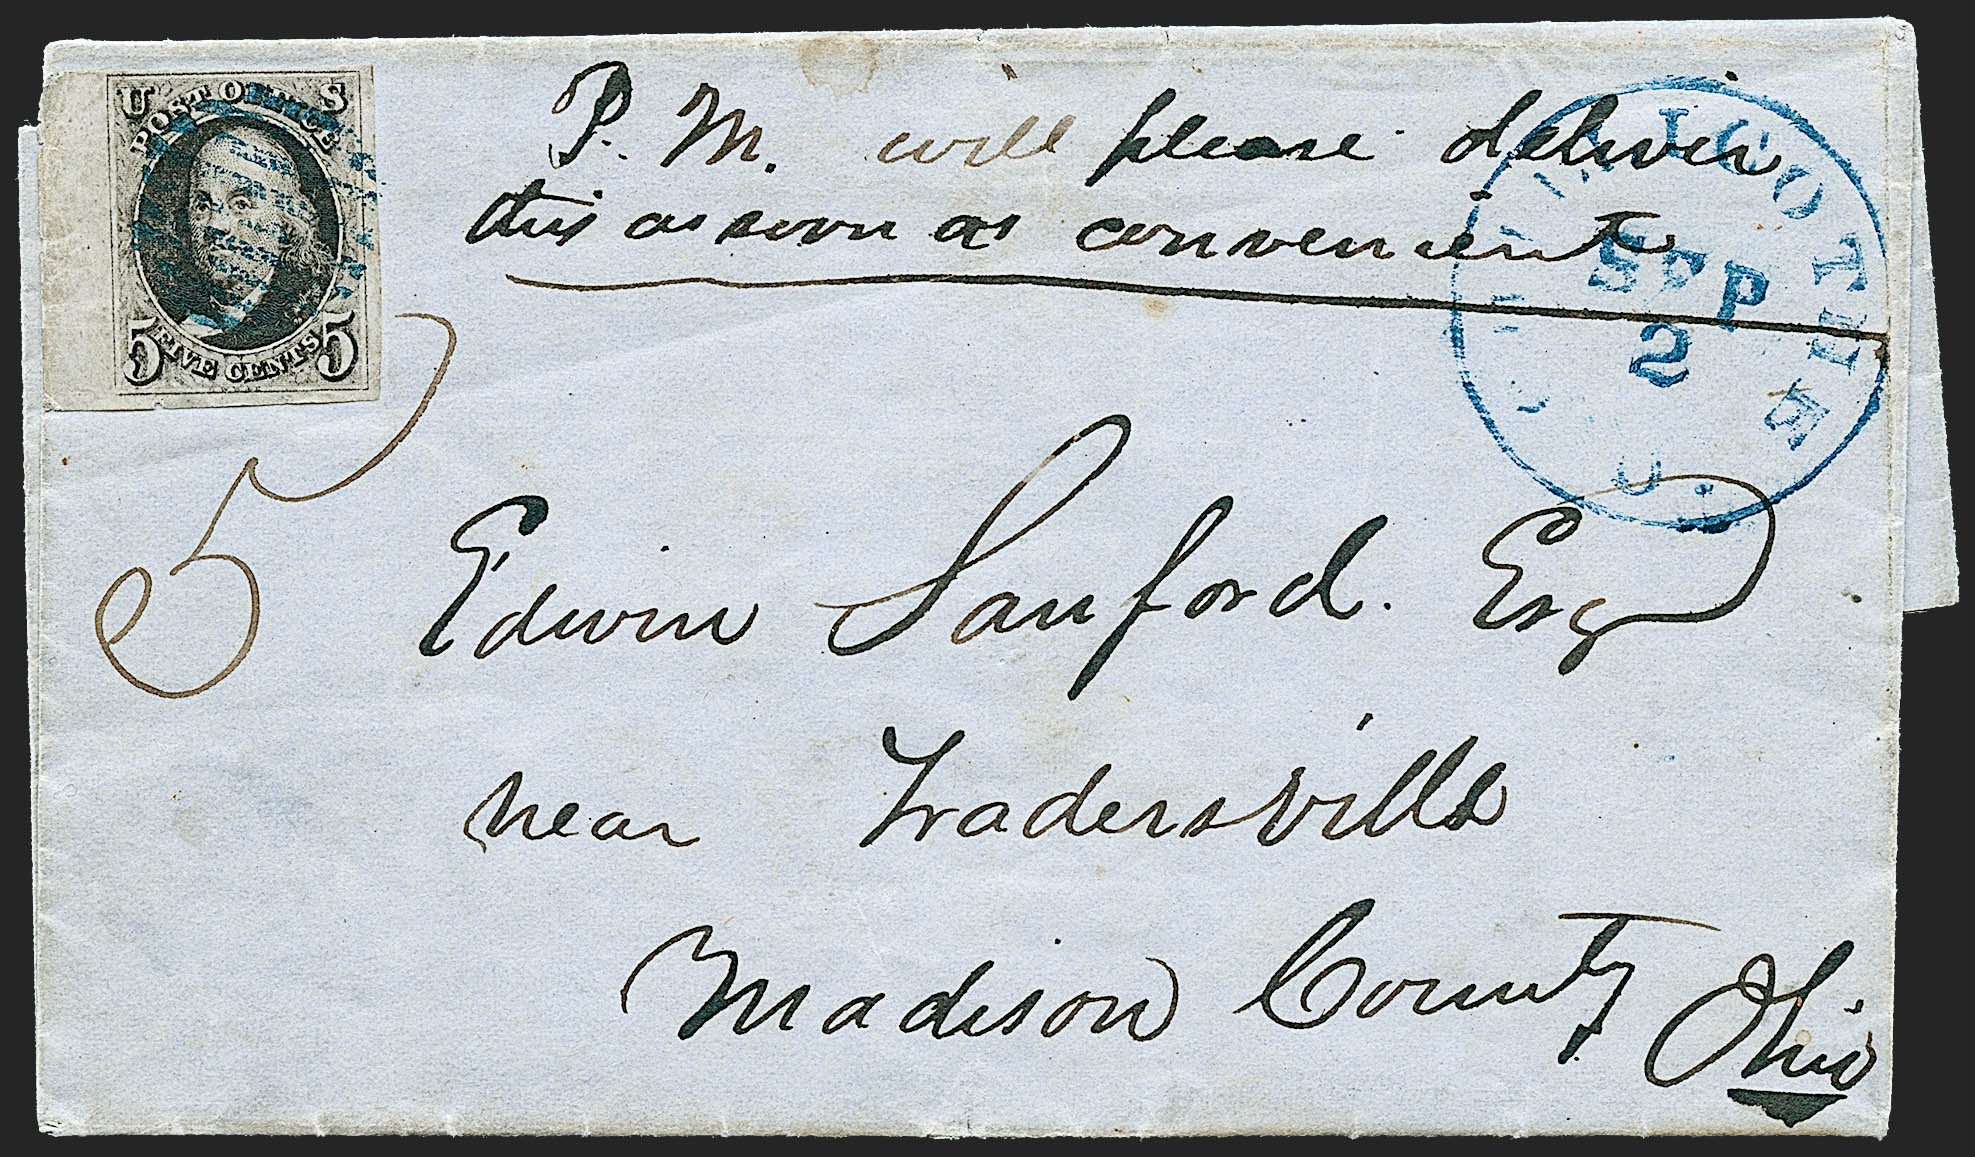 U S
POST OFFICE
5 FIVE CENTS 5
P. M. will please deliver
this as soon as convenient
CHILLICOTHE
SEP
2
O.
5
Edwin Sanford. Esq
near Tradersville
Madison County Ohio